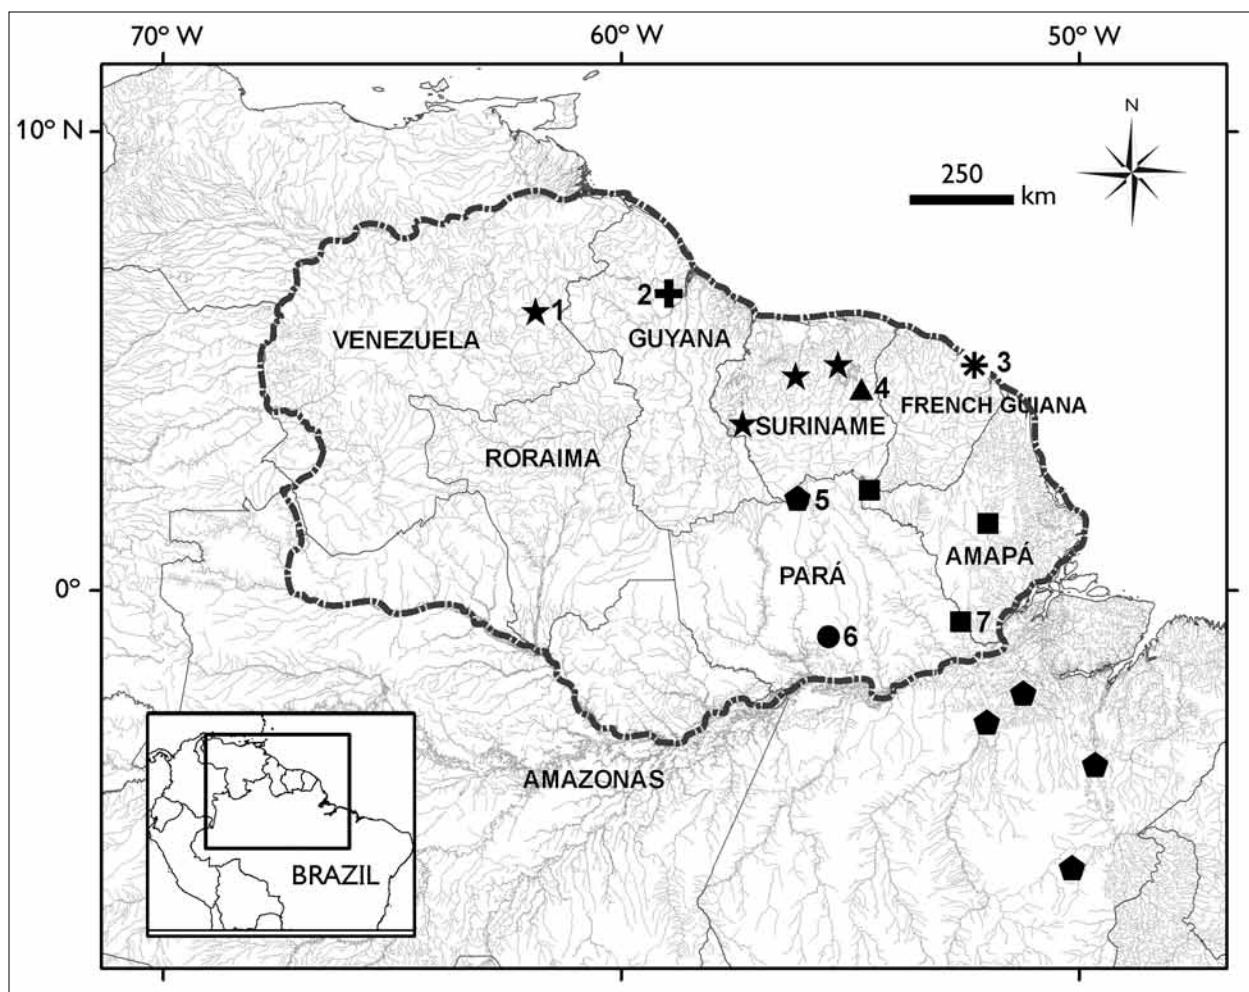 70° W 60° W 50° W
10° N
N
250
km
1
2
VENEZUELA
GUYANA
3
4
FRENCH GUIANA
SURINAME
RORAIMA
5
AMAPÁ
PARÁ
0°
7
6
AMAZONAS
BRAZIL